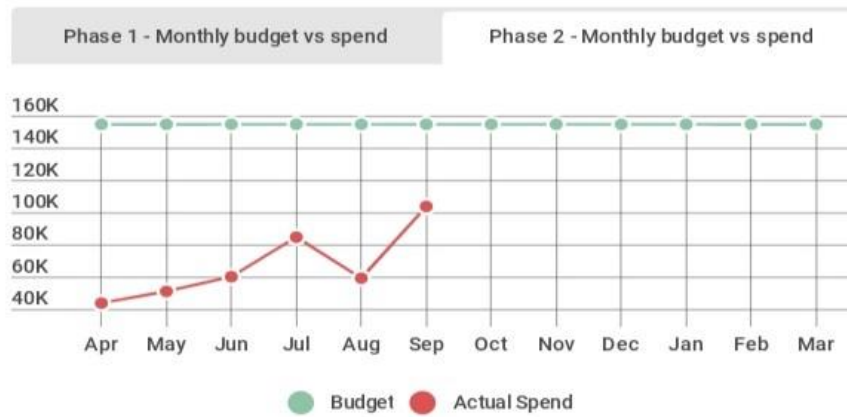 Phase 1 - Monthly budget vs spend Phase 2 - Monthly budget vs spend
160K
140K
120K
100K
80K
60K
40K
Apr May Jun Jul Aug Sep Oct Nov Dec Jan Feb Mar
Budget Actual Spend